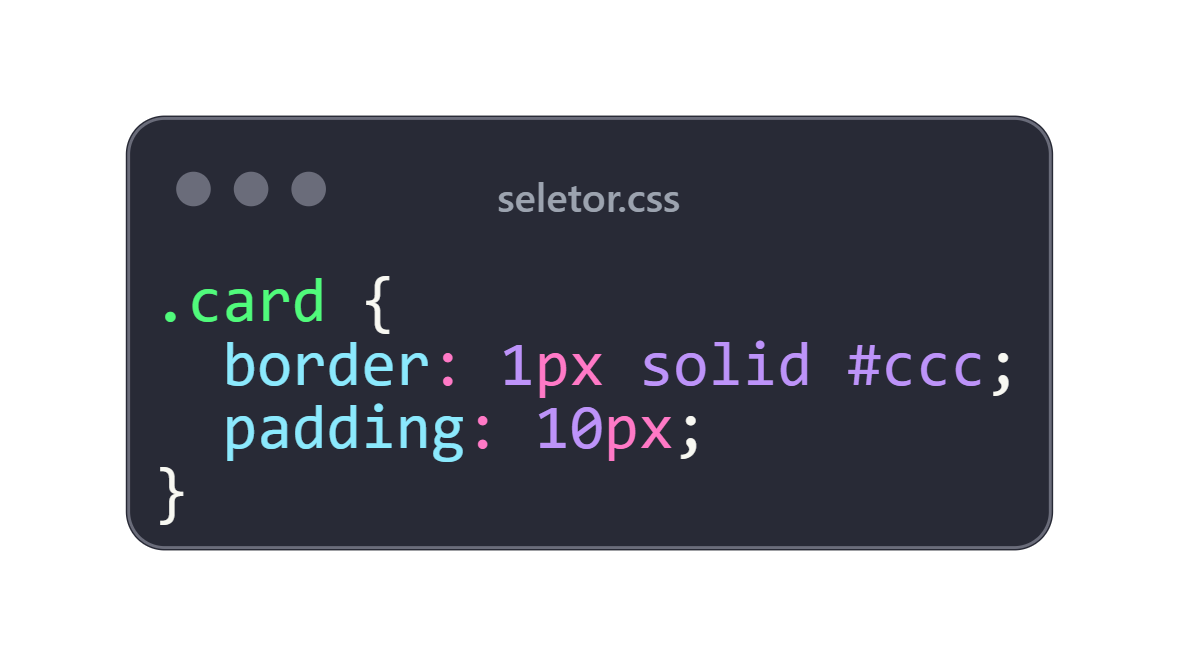 seletor.css
.card {
  border: 1px solid #ccc;
  padding: 10px;
}